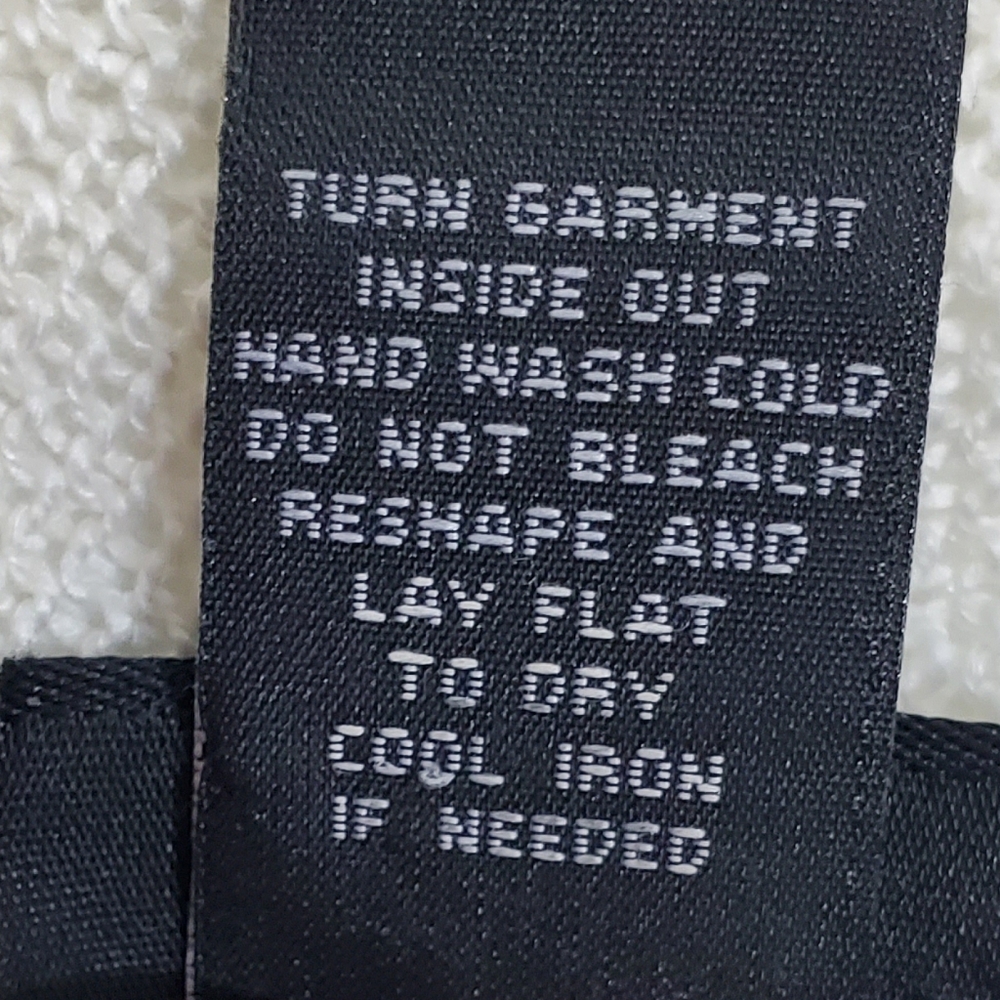 TURN GARMENT
INSIDE OUT
HAND WASH COLD
DO NOT BLEACH
RESHAPE AND
LAY FLAT
TO DRY
COOL IRON
IF NEEDED